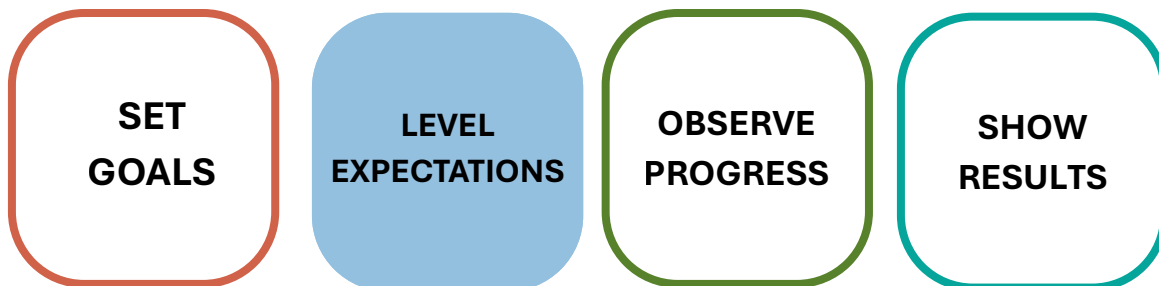 SET
GOALS
LEVEL
EXPECTATIONS
OBSERVE
PROGRESS
SHOW
RESULTS